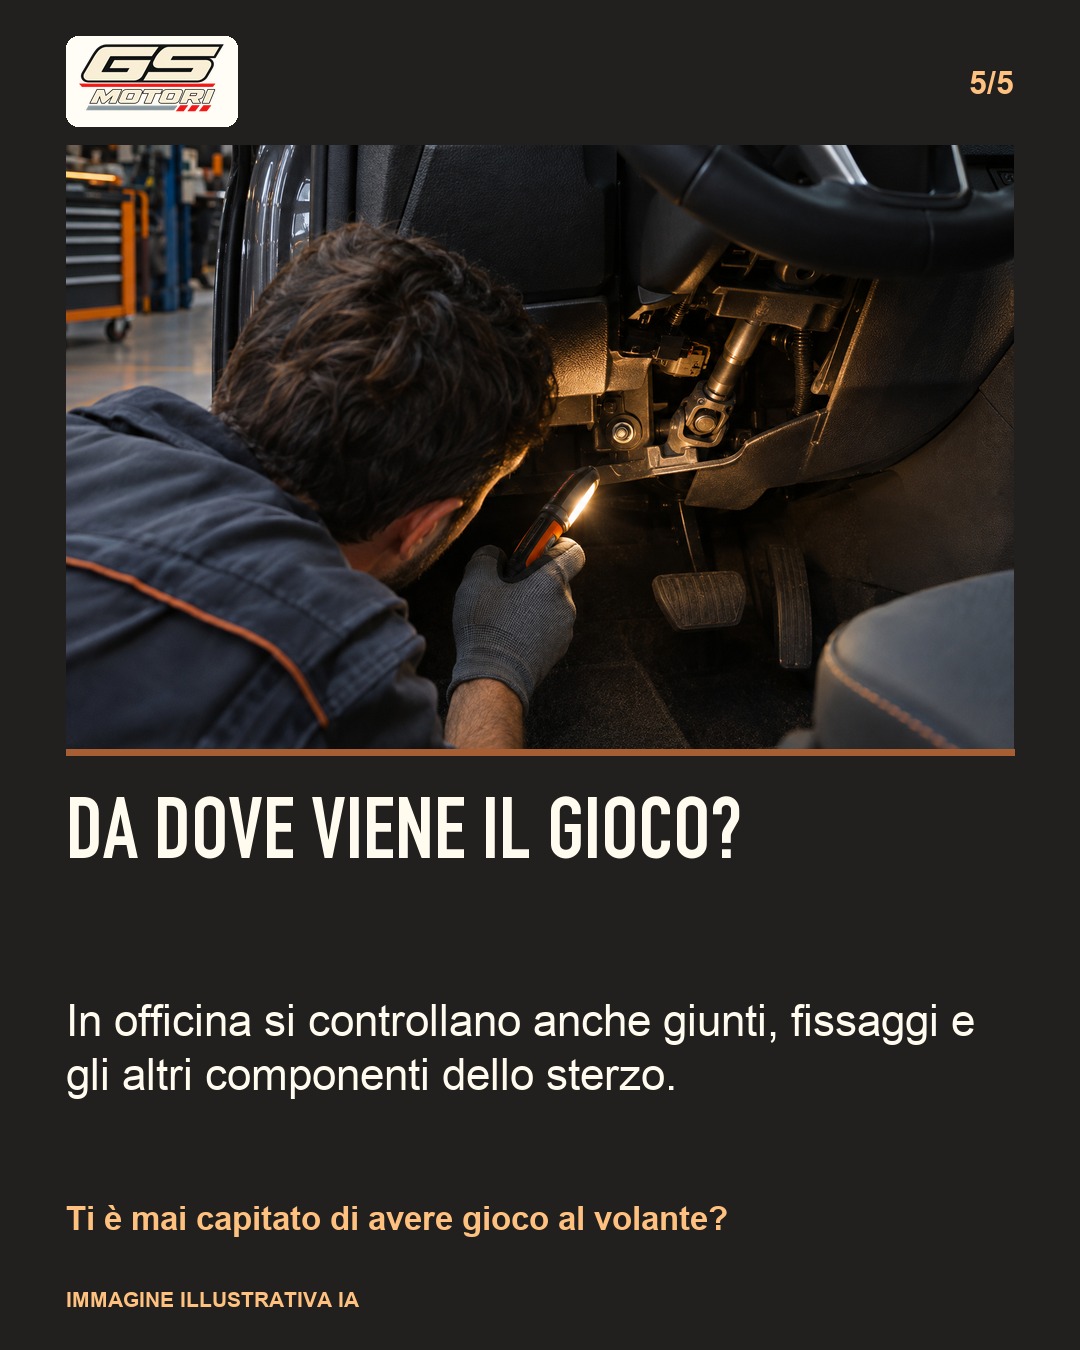 GS
MOTORI
5/5
DA DOVE VIENE IL GIOCO?
In officina si controllano anche giunti, fissaggi e
gli altri componenti dello sterzo.
Ti è mai capitato di avere gioco al volante?
IMMAGINE ILLUSTRATIVA IA